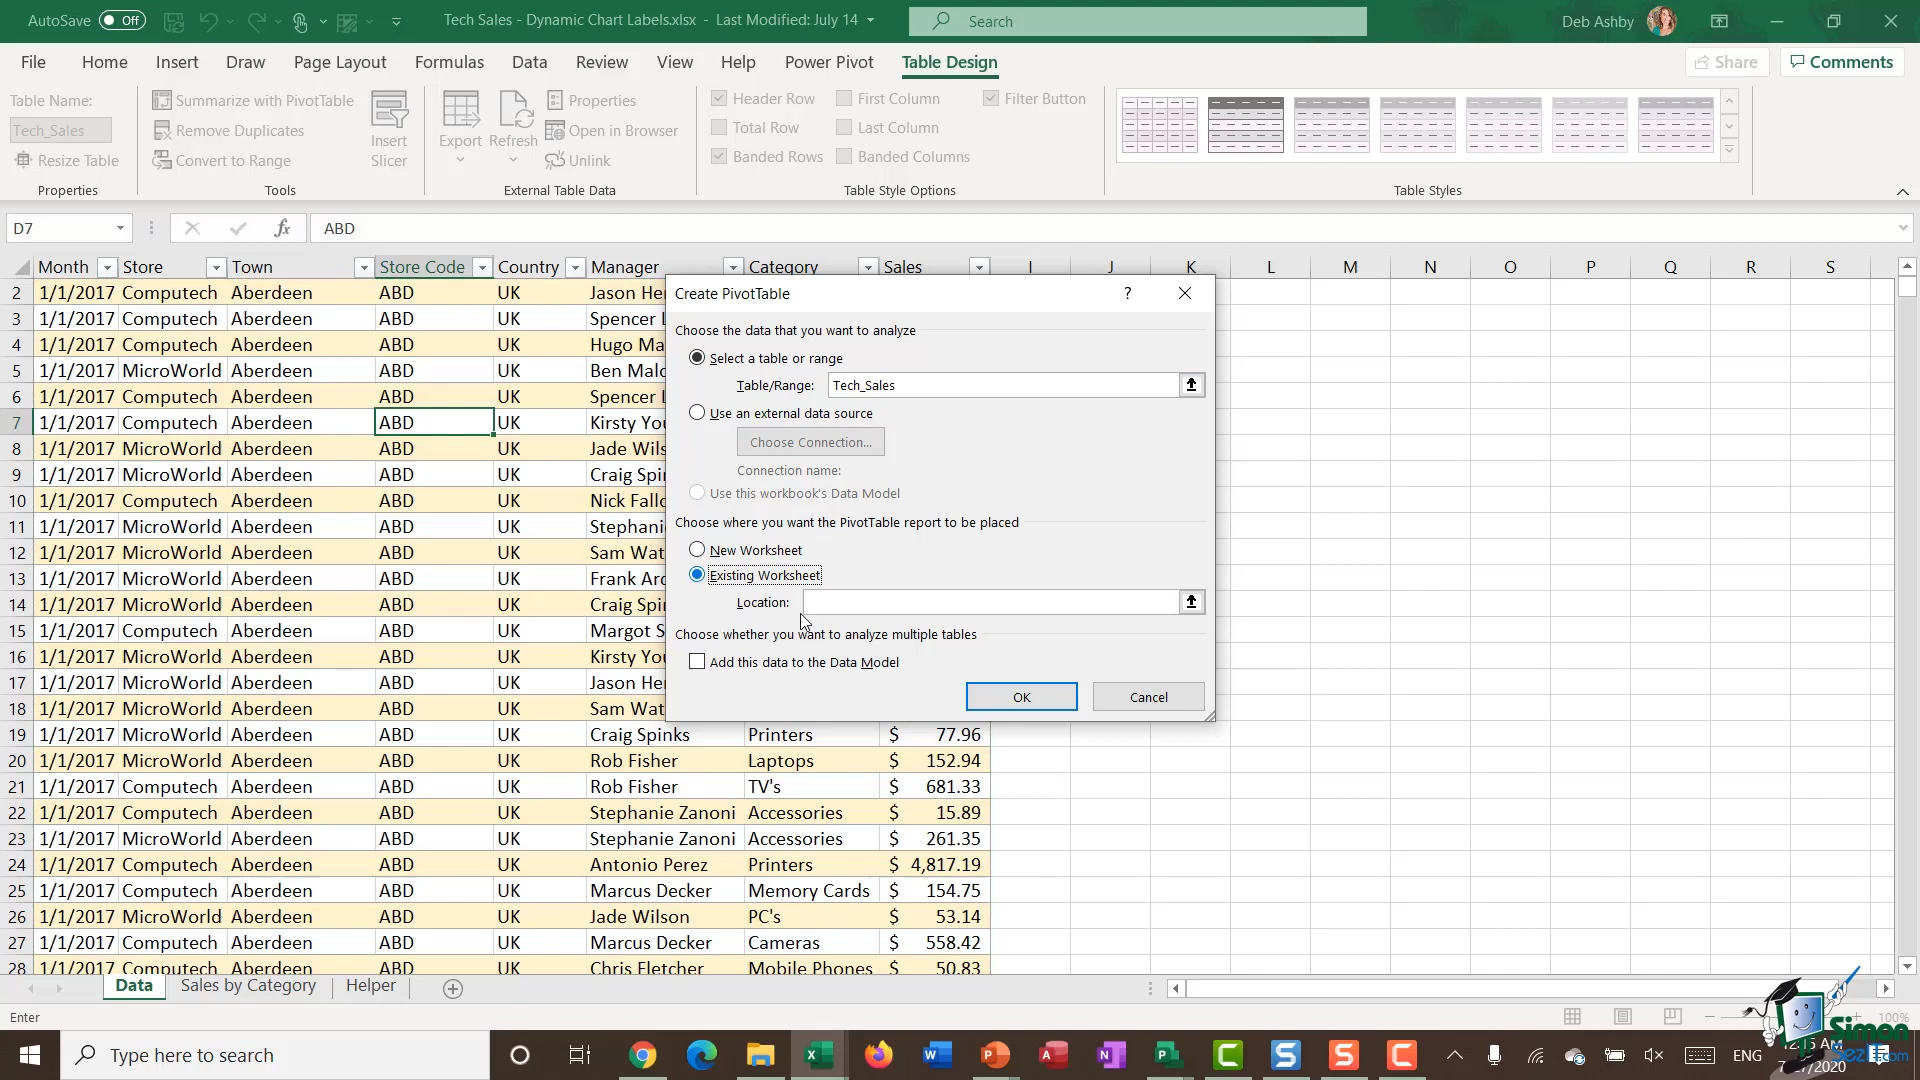 AutoSave Off Tech Sales - Dynamic Chart Labels.xlsx - Last Modified: July 14 Search Deb Ashby
File Home Insert Draw Page Layout Formulas Data Review View Help Power Pivot Table Design Share Comments
Table Name: Summarize with PivotTable Properties Header Row First Column Filter Button
Tech_Sales Remove Duplicates Insert Slicer Export Refresh Open in Browser Total Row Last Column
Resize Table Convert to Range Unlink Banded Rows Banded Columns
Properties Tools External Table Data Table Style Options Table Styles
D7 fx ABD
Month Store Town Store Code Country Manager Category Sales I J K L M N O P Q R S
2 1/1/2017 Computech Aberdeen ABD UK Jason He
3 1/1/2017 Computech Aberdeen ABD UK Spencer
4 1/1/2017 Computech Aberdeen ABD UK Hugo Ma
5 1/1/2017 MicroWorld Aberdeen ABD UK Ben Malo
6 1/1/2017 Computech Aberdeen ABD UK Spencer
7 1/1/2017 Computech Aberdeen ABD UK Kirsty You
8 1/1/2017 MicroWorld Aberdeen ABD UK Jade Wils
9 1/1/2017 MicroWorld Aberdeen ABD UK Craig Spi
10 1/1/2017 Computech Aberdeen ABD UK Nick Fallo
11 1/1/2017 MicroWorld Aberdeen ABD UK Stephani
12 1/1/2017 MicroWorld Aberdeen ABD UK Sam Wat
13 1/1/2017 MicroWorld Aberdeen ABD UK Frank Arc
14 1/1/2017 Computech Aberdeen ABD UK Craig Spi
15 1/1/2017 Computech Aberdeen ABD UK Margot S
16 1/1/2017 MicroWorld Aberdeen ABD UK Kirsty You
17 1/1/2017 MicroWorld Aberdeen ABD UK Jason He
18 1/1/2017 MicroWorld Aberdeen ABD UK Sam Wat
19 1/1/2017 MicroWorld Aberdeen ABD UK Craig Spinks Printers $ 77.96
20 1/1/2017 MicroWorld Aberdeen ABD UK Rob Fisher Laptops $ 152.94
21 1/1/2017 Computech Aberdeen ABD UK Rob Fisher TV's $ 681.33
22 1/1/2017 Computech Aberdeen ABD UK Stephanie Zanoni Accessories $ 15.89
23 1/1/2017 MicroWorld Aberdeen ABD UK Stephanie Zanoni Accessories $ 261.35
24 1/1/2017 Computech Aberdeen ABD UK Antonio Perez Printers $ 4,817.19
25 1/1/2017 Computech Aberdeen ABD UK Marcus Decker Memory Cards $ 154.75
26 1/1/2017 MicroWorld Aberdeen ABD UK Jade Wilson PC's $ 53.14
27 1/1/2017 Computech Aberdeen ABD UK Marcus Decker Cameras $ 558.42
28 1/1/2017 Computech Aberdeen ABD UK Chris Fletcher Mobile Phones $ 50.83
Create PivotTable ?
Choose the data that you want to analyze
Select a table or range
Table/Range: Tech_Sales
Use an external data source
Choose Connection...
Connection name:
Use this workbook's Data Model
Choose where you want the PivotTable report to be placed
New Worksheet
Existing Worksheet
Location:
Choose whether you want to analyze multiple tables
Add this data to the Data Model
OK Cancel
Data Sales by Category Helper
Enter 100%
Type here to search ENG
Simon
SezIT.com